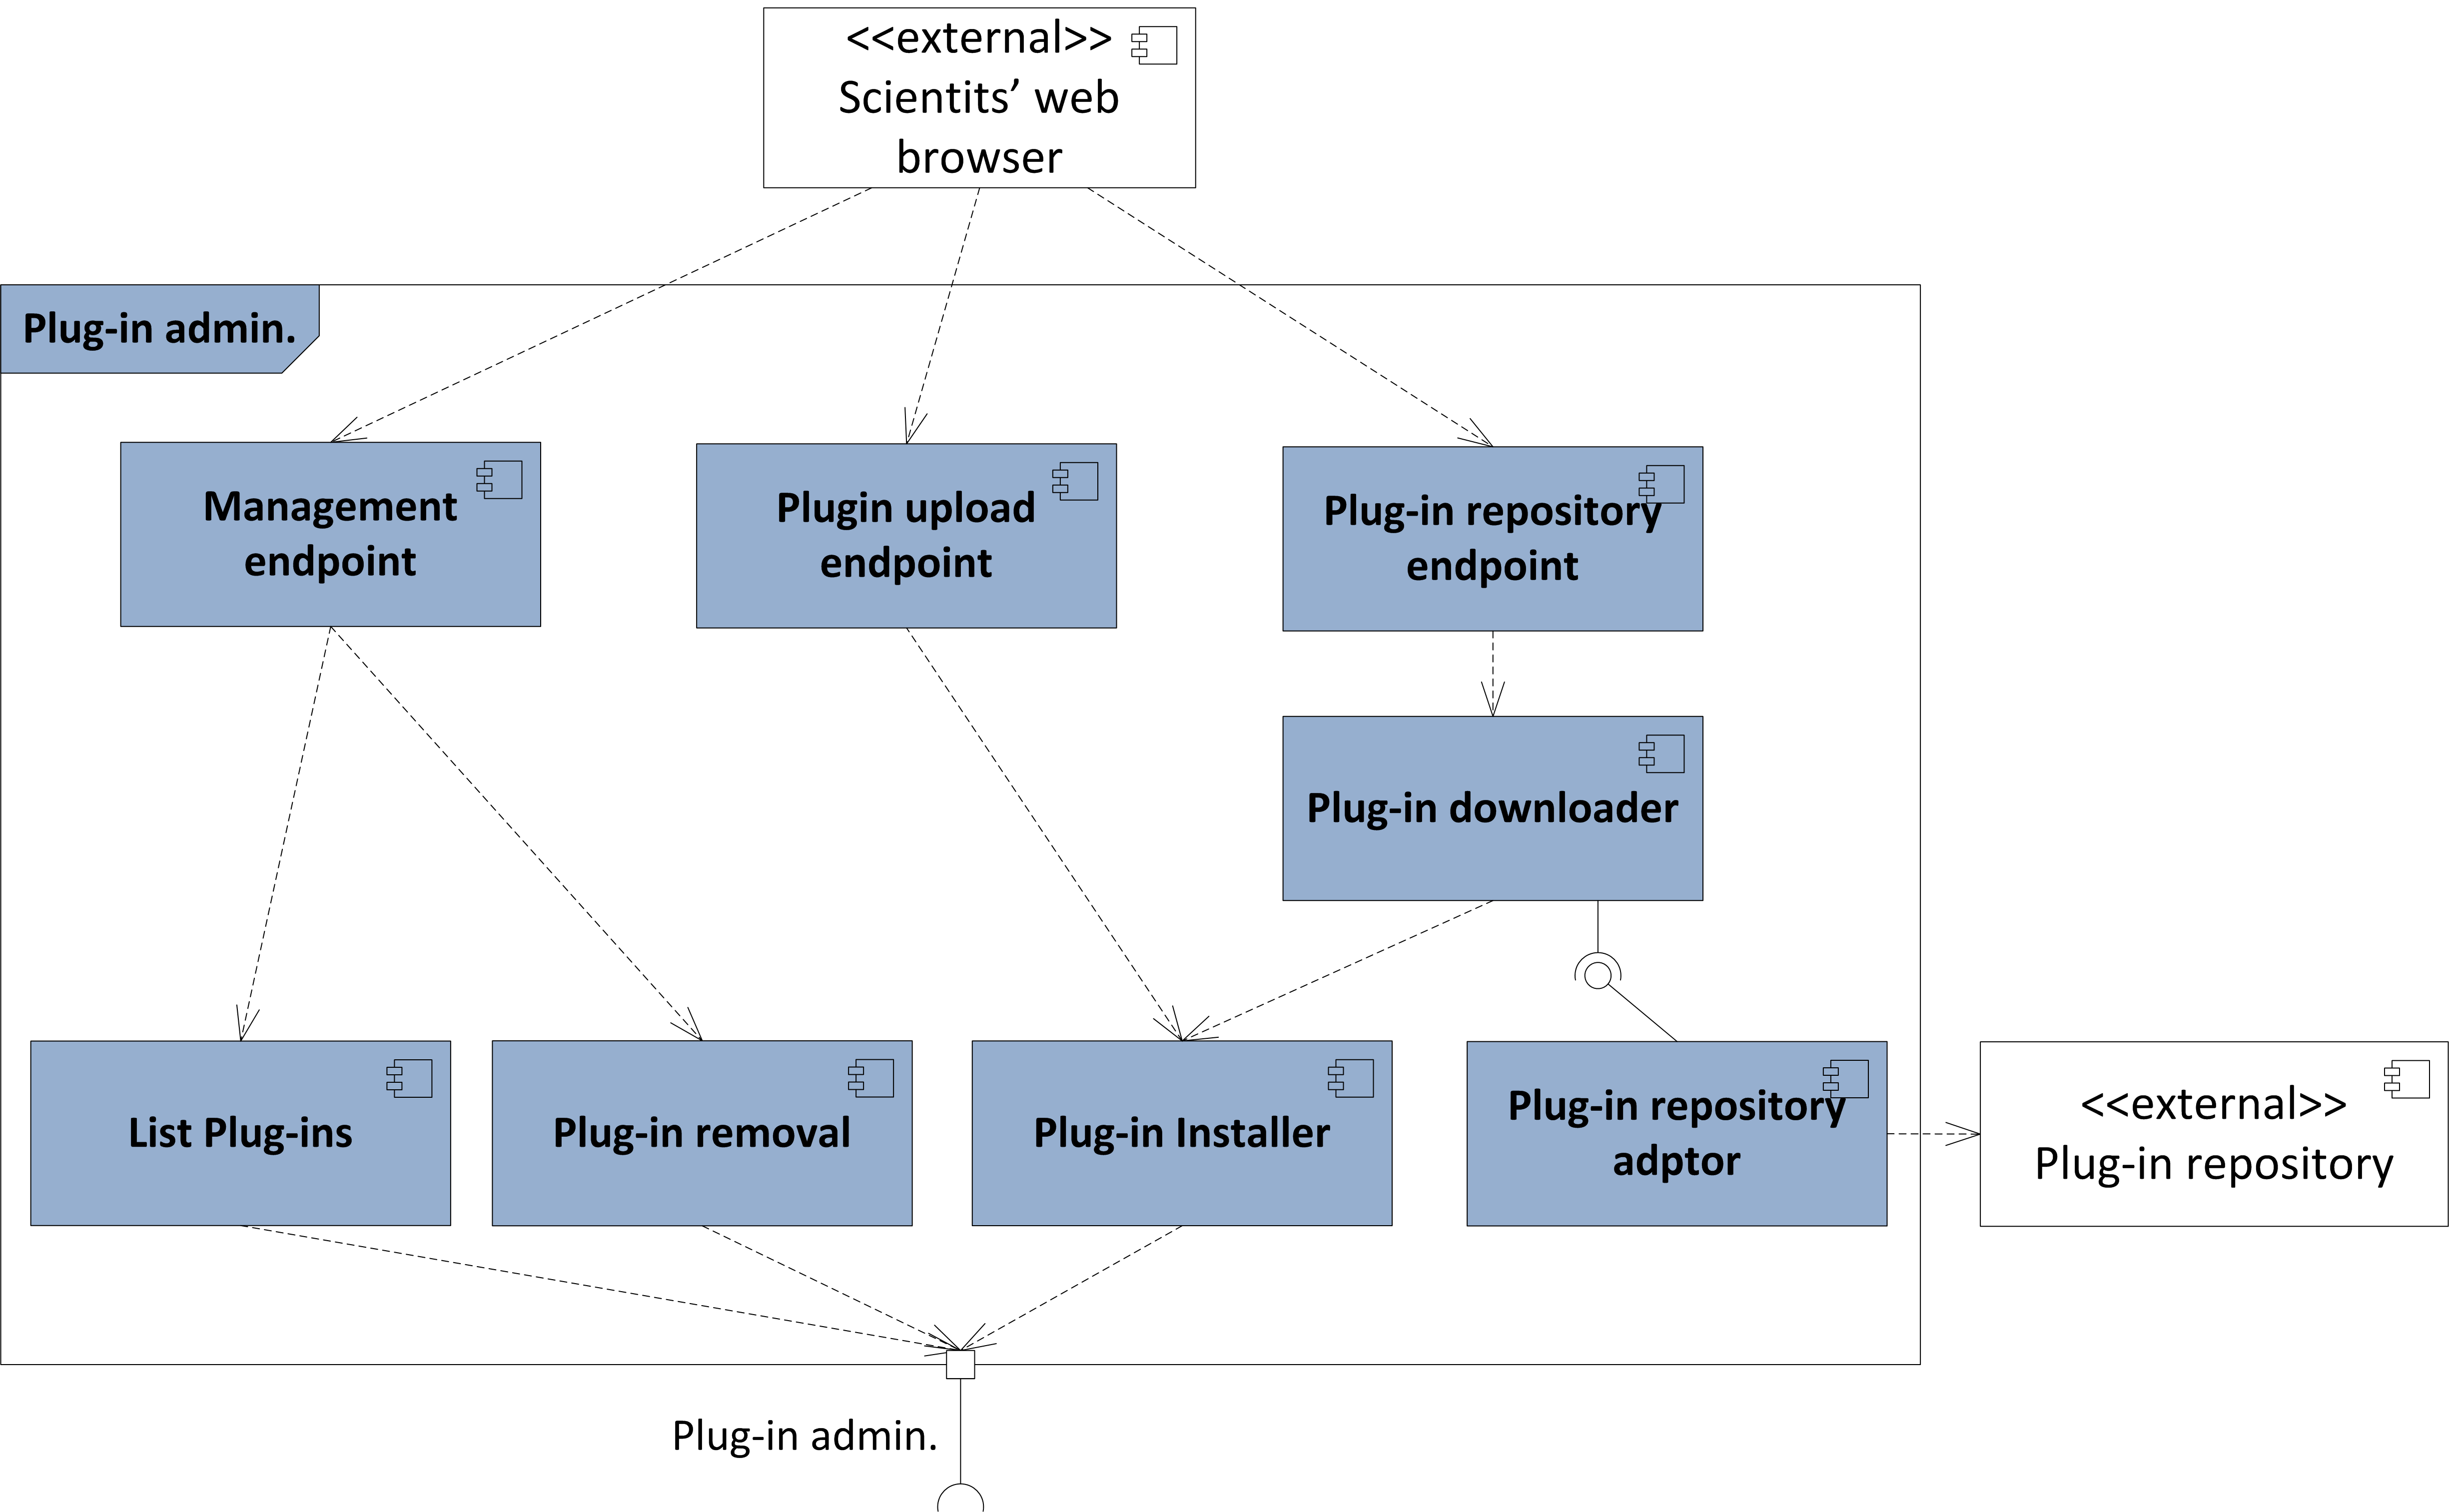 <<external>>
Scientits’ web
browser
Plug-in admin.
Management
endpoint
Plugin upload
endpoint
Plug-in repository
endpoint
Plug-in downloader
List Plug-ins
Plug-in removal
Plug-in Installer
Plug-in repository
adptor
<<external>>
Plug-in repository
Plug-in admin.